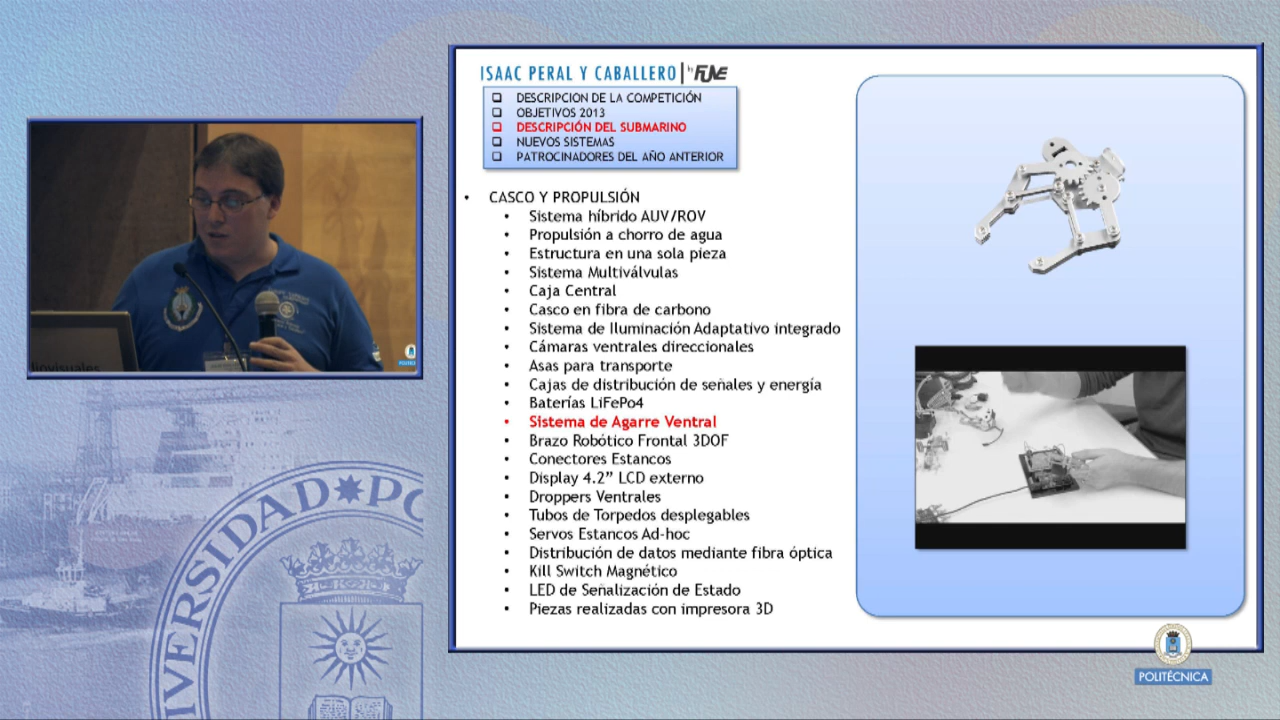 ISAAC PERAL Y CABALLERO by FUNE
DESCRIPCION DE LA COMPETICIÓN
OBJETIVOS 2013
DESCRIPCIÓN DEL SUBMARINO
NUEVOS SISTEMAS
PATROCINADORES DEL AÑO ANTERIOR
CASCO Y PROPULSIÓN
Sistema híbrido AUV/ROV
Propulsión a chorro de agua
Estructura en una sola pieza
Sistema Multiválvulas
Caja Central
Casco en fibra de carbono
Sistema de Iluminación Adaptativo integrado
Cámaras ventrales direccionales
Asas para transporte
Cajas de distribución de señales y energía
Baterías LiFePo4
Sistema de Agarre Ventral
Brazo Robótico Frontal 3DOF
Conectores Estancos
Display 4.2” LCD externo
Droppers Ventrales
Tubos de Torpedos desplegables
Servos Estancos Ad-hoc
Distribución de datos mediante fibra óptica
Kill Switch Magnético
LED de Señalización de Estado
Piezas realizadas con impresora 3D
POLITÉCNICA
VERSIDAD PO